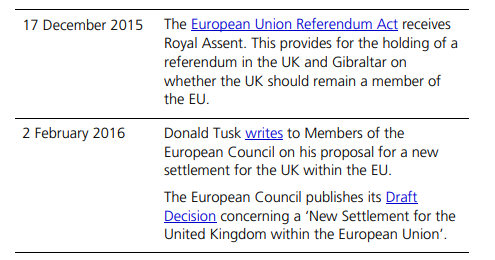 17 December 2015
The European Union Referendum Act receives
Royal Assent. This provides for the holding of a
referendum in the UK and Gibraltar on
whether the UK should remain a member of
the EU.
2 February 2016
Donald Tusk writes to Members of the
European Council on his proposal for a new
settlement for the UK within the EU.
The European Council publishes its Draft
Decision concerning a ‘New Settlement for the
United Kingdom within the European Union’.